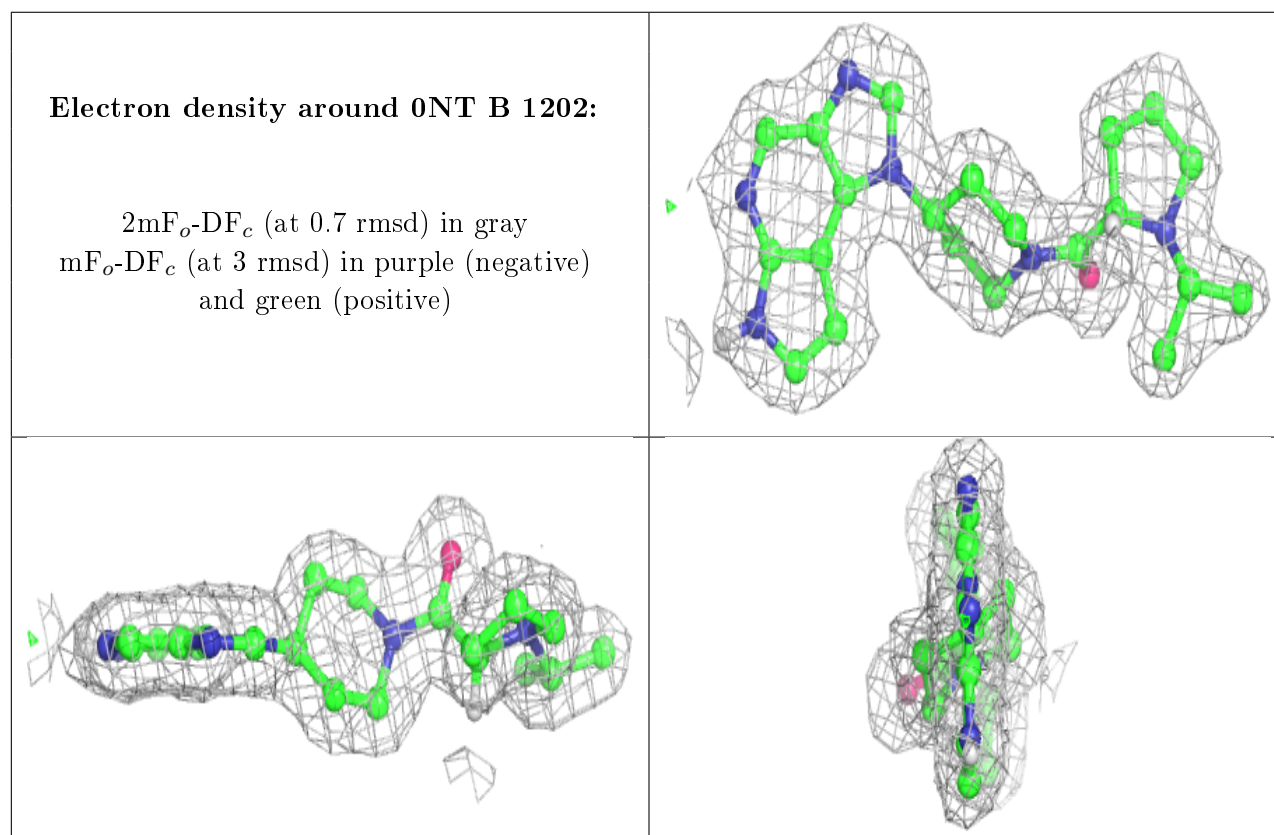 Electron density around 0NT B 1202:
2mFₒ-DF𝒸 (at 0.7 rmsd) in gray
mFₒ-DF𝒸 (at 3 rmsd) in purple (negative)
and green (positive)